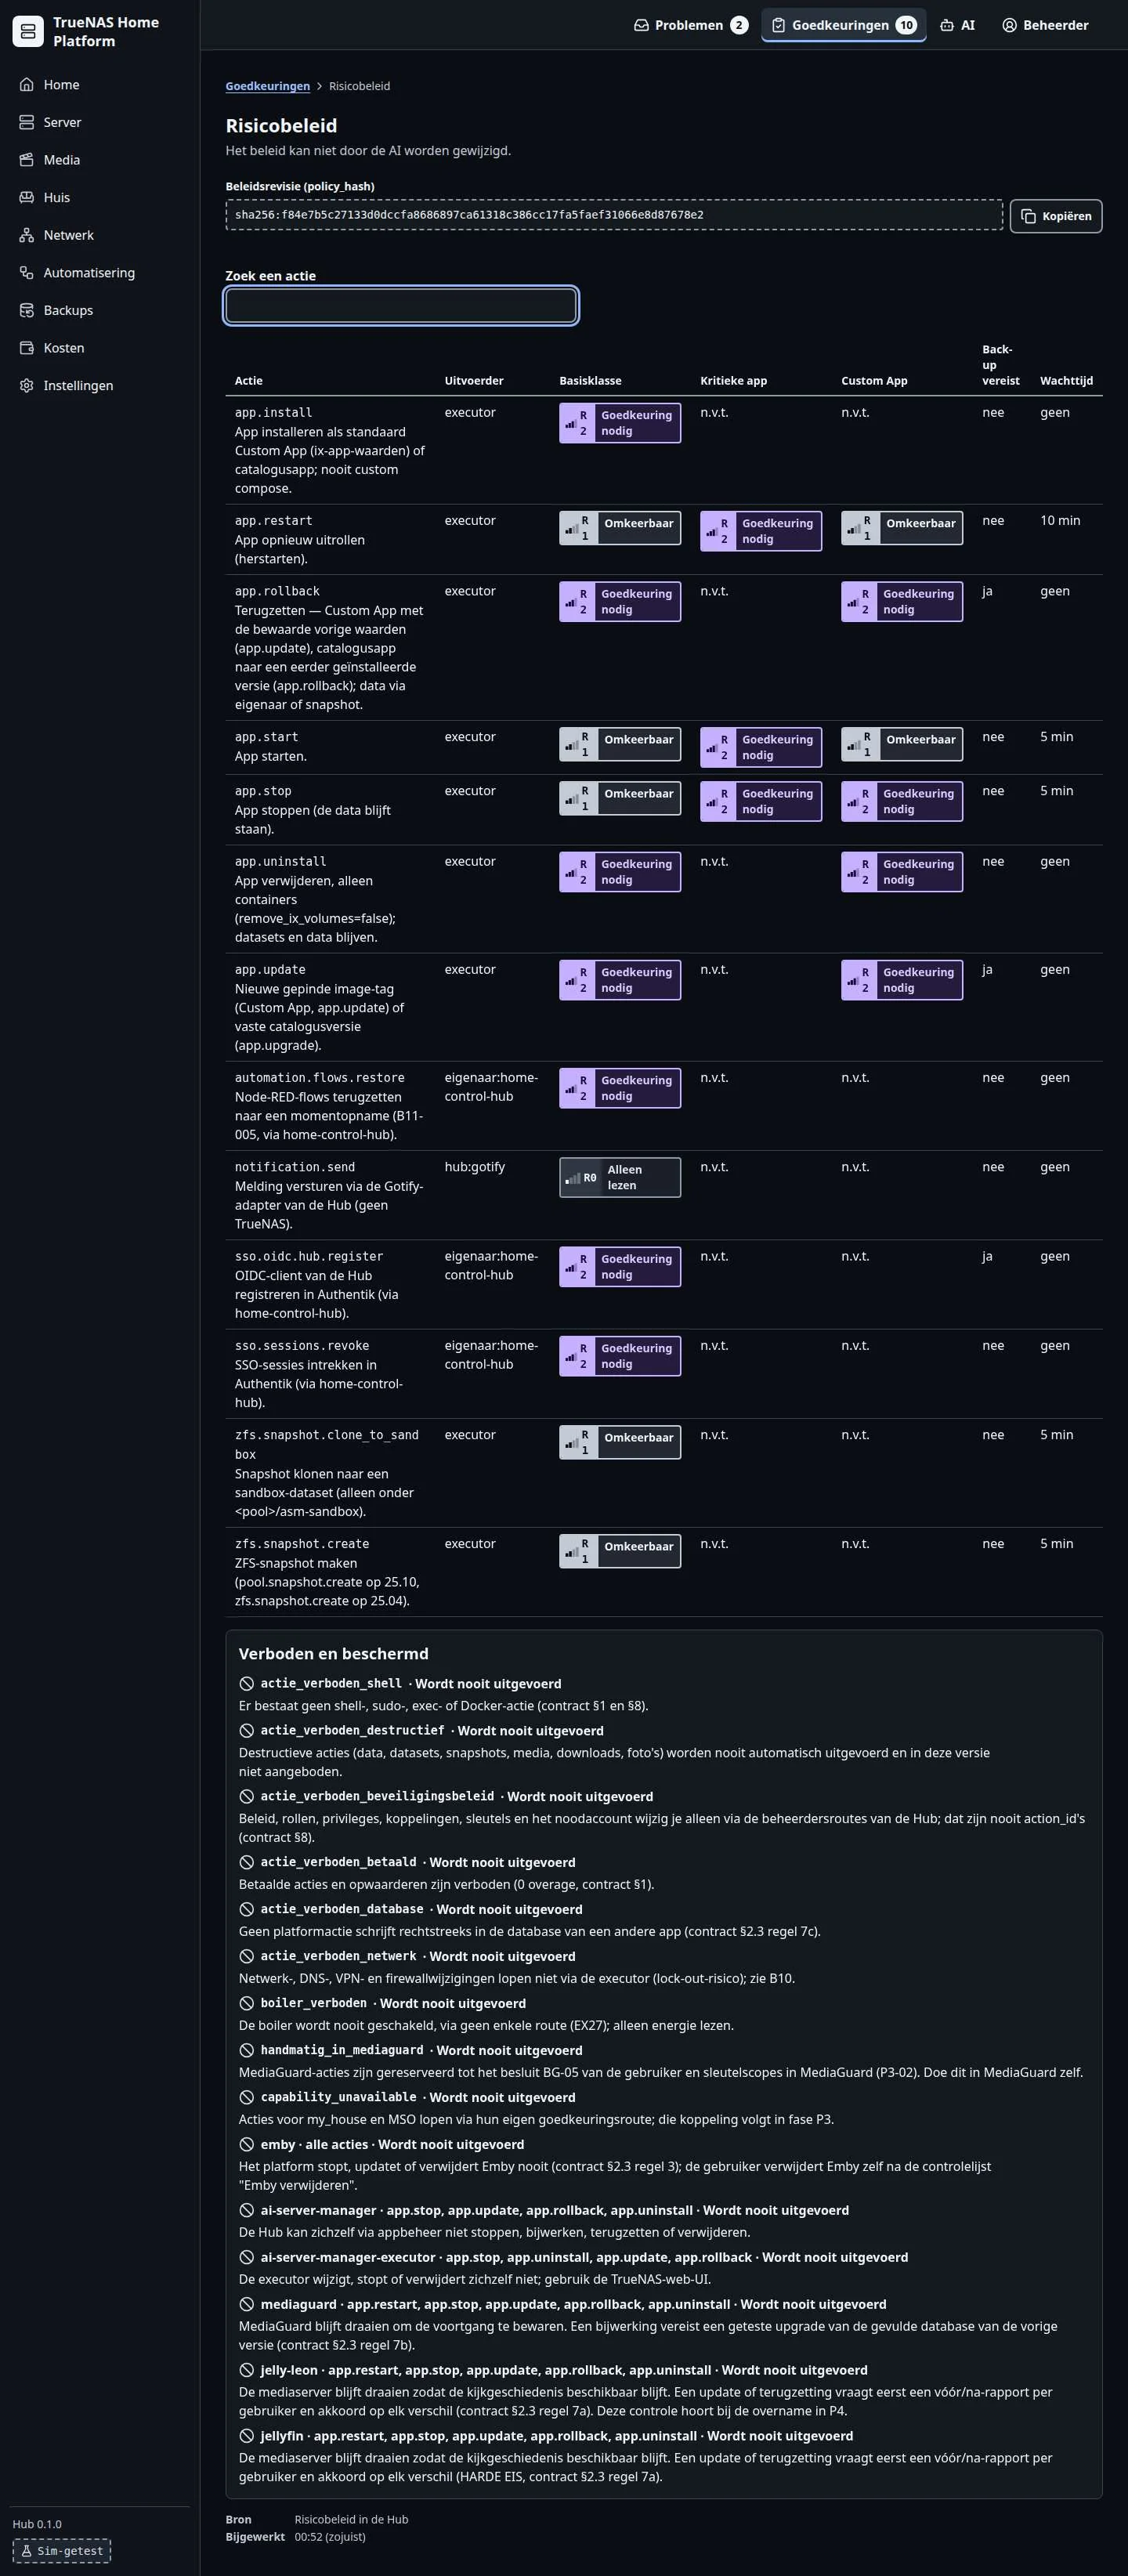 TrueNAS Home
Platform
Problemen 2
Goedkeuringen 10
AI
Beheerder
Home
Server
Media
Huis
Netwerk
Automatisering
Backups
Kosten
Instellingen
Goedkeuringen > Risicobeleid
Risicobeleid
Het beleid kan niet door de AI worden gewijzigd.
Beleidsrevisie (policy_hash)
sha256:f84e7b5c27133d0dccfa8686897ca61318c386cc17fa5faef31066e8d87678e2
Kopiëren
Zoek een actie
Actie
Uitvoerder
Basisklasse
Kritieke app
Custom App
Back-
up
vereist
Wachttijd
app.install
App installeren als standaard
Custom App (ix-app-waarden) of
catalogusapp; nooit custom
compose.
executor
R
2
Goedkeuring
nodig
n.v.t.
n.v.t.
nee
geen
app.restart
App opnieuw uitrollen
(herstarten).
executor
R
1
Omkeerbaar
R
2
Goedkeuring
nodig
R
1
Omkeerbaar
nee
10 min
app.rollback
Terugzetten — Custom App met
de bewaarde vorige waarden
(app.update), catalogusapp
naar een eerder geïnstalleerde
versie (app.rollback); data via
eigenaar of snapshot.
executor
R
2
Goedkeuring
nodig
n.v.t.
R
2
Goedkeuring
nodig
ja
geen
app.start
App starten.
executor
R
1
Omkeerbaar
R
2
Goedkeuring
nodig
R
1
Omkeerbaar
nee
5 min
app.stop
App stoppen (de data blijft
staan).
executor
R
1
Omkeerbaar
R
2
Goedkeuring
nodig
R
2
Goedkeuring
nodig
nee
5 min
app.uninstall
App verwijderen, alleen
containers
(remove_ix_volumes=false);
datasets en data blijven.
executor
R
2
Goedkeuring
nodig
n.v.t.
R
2
Goedkeuring
nodig
nee
geen
app.update
Nieuwe gepinde image-tag
(Custom App, app.update) of
vaste catalogusversie
(app.upgrade).
executor
R
2
Goedkeuring
nodig
n.v.t.
R
2
Goedkeuring
nodig
ja
geen
automation.flows.restore
Node-RED-flows terugzetten
naar een momentopname (B11-
005, via home-control-hub).
eigenaar:home-
control-hub
R
2
Goedkeuring
nodig
n.v.t.
n.v.t.
nee
geen
notification.send
Melding versturen via de Gotify-
adapter van de Hub (geen
TrueNAS).
hub:gotify
R0
Alleen
lezen
n.v.t.
n.v.t.
nee
geen
sso.oidc.hub.register
OIDC-client van de Hub
registreren in Authentik (via
home-control-hub).
eigenaar:home-
control-hub
R
2
Goedkeuring
nodig
n.v.t.
n.v.t.
ja
geen
sso.sessions.revoke
SSO-sessies intrekken in
Authentik (via home-control-
hub).
eigenaar:home-
control-hub
R
2
Goedkeuring
nodig
n.v.t.
n.v.t.
nee
geen
zfs.snapshot.clone_to_sand
box
Snapshot klonen naar een
sandbox-dataset (alleen onder
<pool>/asm-sandbox).
executor
R
1
Omkeerbaar
n.v.t.
n.v.t.
nee
5 min
zfs.snapshot.create
ZFS-snapshot maken
(pool.snapshot.create op 25.10,
zfs.snapshot.create op 25.04).
executor
R
1
Omkeerbaar
n.v.t.
n.v.t.
nee
5 min
Verboden en beschermd
actie_verboden_shell · Wordt nooit uitgevoerd
Er bestaat geen shell-, sudo-, exec- of Docker-actie (contract §1 en §8).
actie_verboden_destructief · Wordt nooit uitgevoerd
Destructieve acties (data, datasets, snapshots, media, downloads, foto's) worden nooit automatisch uitgevoerd en in deze versie
niet aangeboden.
actie_verboden_beveiligingsbeleid · Wordt nooit uitgevoerd
Beleid, rollen, privileges, koppelingen, sleutels en het noodaccount wijzig je alleen via de beheerdersroutes van de Hub; dat zijn nooit action_id's
(contract §8).
actie_verboden_betaald · Wordt nooit uitgevoerd
Betaalde acties en opwaarderen zijn verboden (0 overage, contract §1).
actie_verboden_database · Wordt nooit uitgevoerd
Geen platformactie schrijft rechtstreeks in de database van een andere app (contract §2.3 regel 7c).
actie_verboden_netwerk · Wordt nooit uitgevoerd
Netwerk-, DNS-, VPN- en firewallwijzigingen lopen niet via de executor (lock-out-risico); zie B10.
boiler_verboden · Wordt nooit uitgevoerd
De boiler wordt nooit geschakeld, via geen enkele route (EX27); alleen energie lezen.
handmatig_in_mediaguard · Wordt nooit uitgevoerd
MediaGuard-acties zijn gereserveerd tot het besluit BG-05 van de gebruiker en sleutelscopes in MediaGuard (P3-02). Doe dit in MediaGuard zelf.
capability_unavailable · Wordt nooit uitgevoerd
Acties voor my_house en MSO lopen via hun eigen goedkeuringsroute; die koppeling volgt in fase P3.
emby · alle acties · Wordt nooit uitgevoerd
Het platform stopt, updatet of verwijdert Emby nooit (contract §2.3 regel 3); de gebruiker verwijdert Emby zelf na de controlelijst
"Emby verwijderen".
ai-server-manager · app.stop, app.update, app.rollback, app.uninstall · Wordt nooit uitgevoerd
De Hub kan zichzelf via appbeheer niet stoppen, bijwerken, terugzetten of verwijderen.
ai-server-manager-executor · app.stop, app.uninstall, app.update, app.rollback · Wordt nooit uitgevoerd
De executor wijzigt, stopt of verwijdert zichzelf niet; gebruik de TrueNAS-web-UI.
mediaguard · app.restart, app.stop, app.update, app.rollback, app.uninstall · Wordt nooit uitgevoerd
MediaGuard blijft draaien om de voortgang te bewaren. Een bijwerking vereist een geteste upgrade van de gevulde database van de vorige
versie (contract §2.3 regel 7b).
jelly-leon · app.restart, app.stop, app.update, app.rollback, app.uninstall · Wordt nooit uitgevoerd
De mediaserver blijft draaien zodat de kijkgeschiedenis beschikbaar blijft. Een update of terugzetting vraagt eerst een vóór/na-rapport per
gebruiker en akkoord op elk verschil (contract §2.3 regel 7a). Deze controle hoort bij de overname in P4.
jellyfin · app.restart, app.stop, app.update, app.rollback, app.uninstall · Wordt nooit uitgevoerd
De mediaserver blijft draaien zodat de kijkgeschiedenis beschikbaar blijft. Een update of terugzetting vraagt eerst een vóór/na-rapport per
gebruiker en akkoord op elk verschil (HARDE EIS, contract §2.3 regel 7a).
Bron Risicobeleid in de Hub
Bijgewerkt 00:52 (zojuist)
Hub 0.1.0
Sim-getest